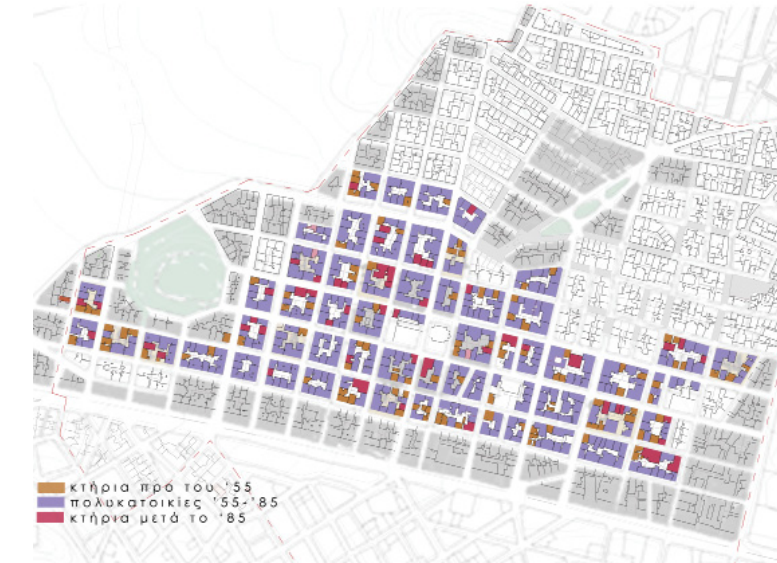 κτήρια προ του '55
πολυκατοικίες '55-'85
κτήρια μετά το '85